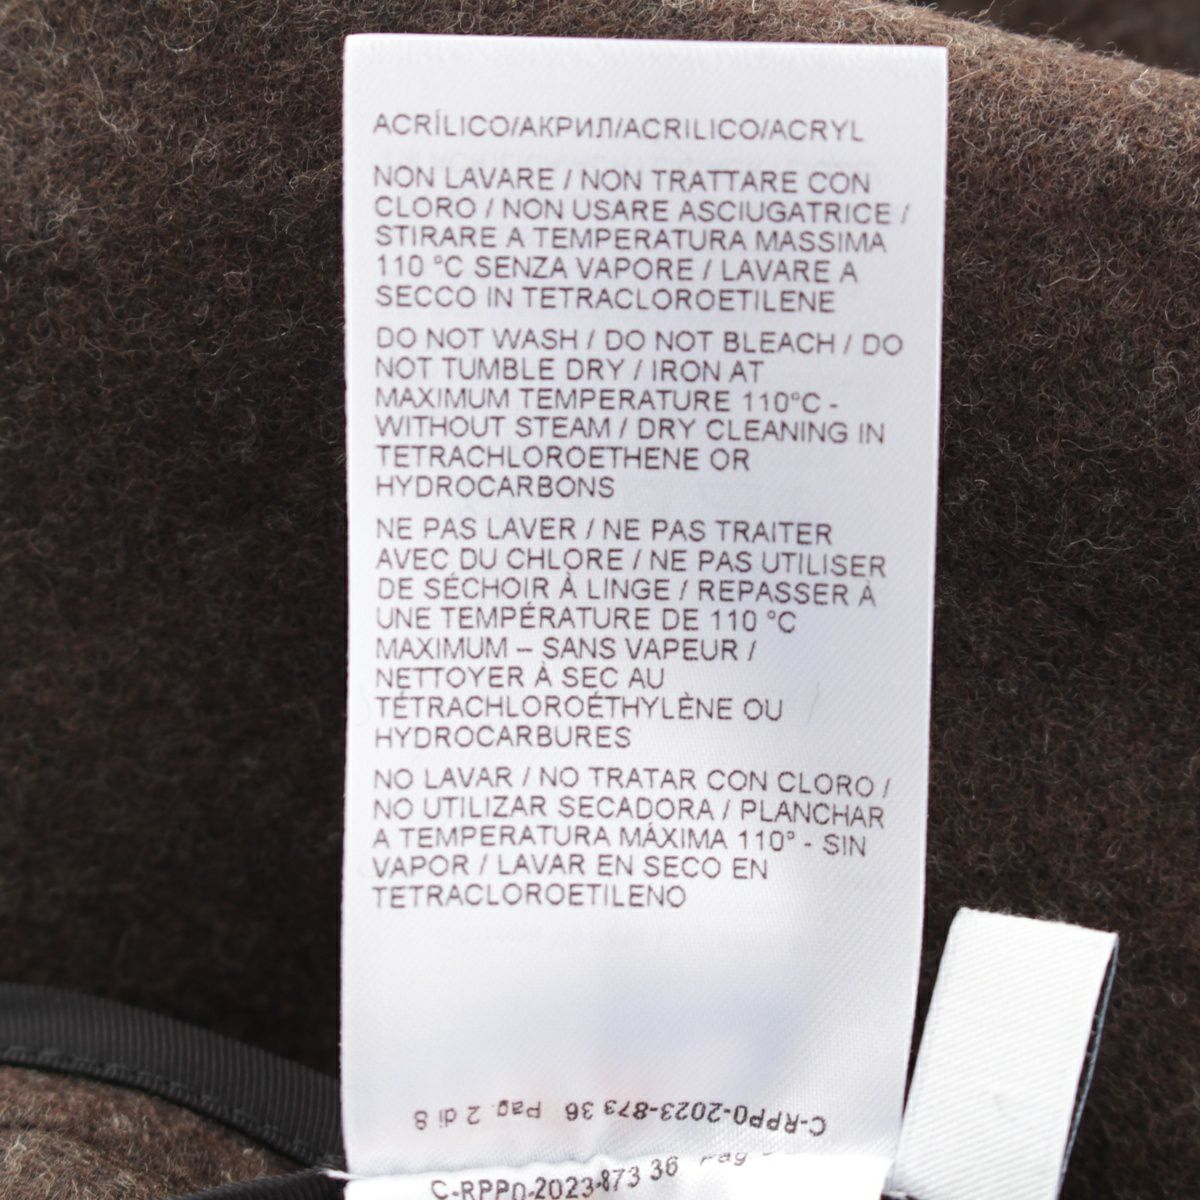 ACRÍLICO/АКРИЛ/ACRILICO/ACRYL
NON LAVARE / NON TRATTARE CON
CLORO / NON USARE ASCIUGATRICE /
STIRARE A TEMPERATURA MASSIMA
110 °C SENZA VAPORE / LAVARE A
SECCO IN TETRACLOROETILENE
DO NOT WASH / DO NOT BLEACH / DO
NOT TUMBLE DRY / IRON AT
MAXIMUM TEMPERATURE 110°C -
WITHOUT STEAM / DRY CLEANING IN
TETRACHLOROETHENE OR
HYDROCARBONS
NE PAS LAVER / NE PAS TRAITER
AVEC DU CHLORE / NE PAS UTILISER
DE SÉCHOIR À LINGE / REPASSER À
UNE TEMPÉRATURE DE 110 °C
MAXIMUM – SANS VAPEUR /
NETTOYER À SEC AU
TÉTRACHLOROÉTHYLÈNE OU
HYDROCARBURES
NO LAVAR / NO TRATAR CON CLORO /
NO UTILIZAR SECADORA / PLANCHAR
A TEMPERATURA MÁXIMA 110° - SIN
VAPOR / LAVAR EN SECO EN
TETRACLOROETILENO
C-RPP0-2023-873 36 Pag. 2 di 8
C-RPP0-2023-873 36 Pag